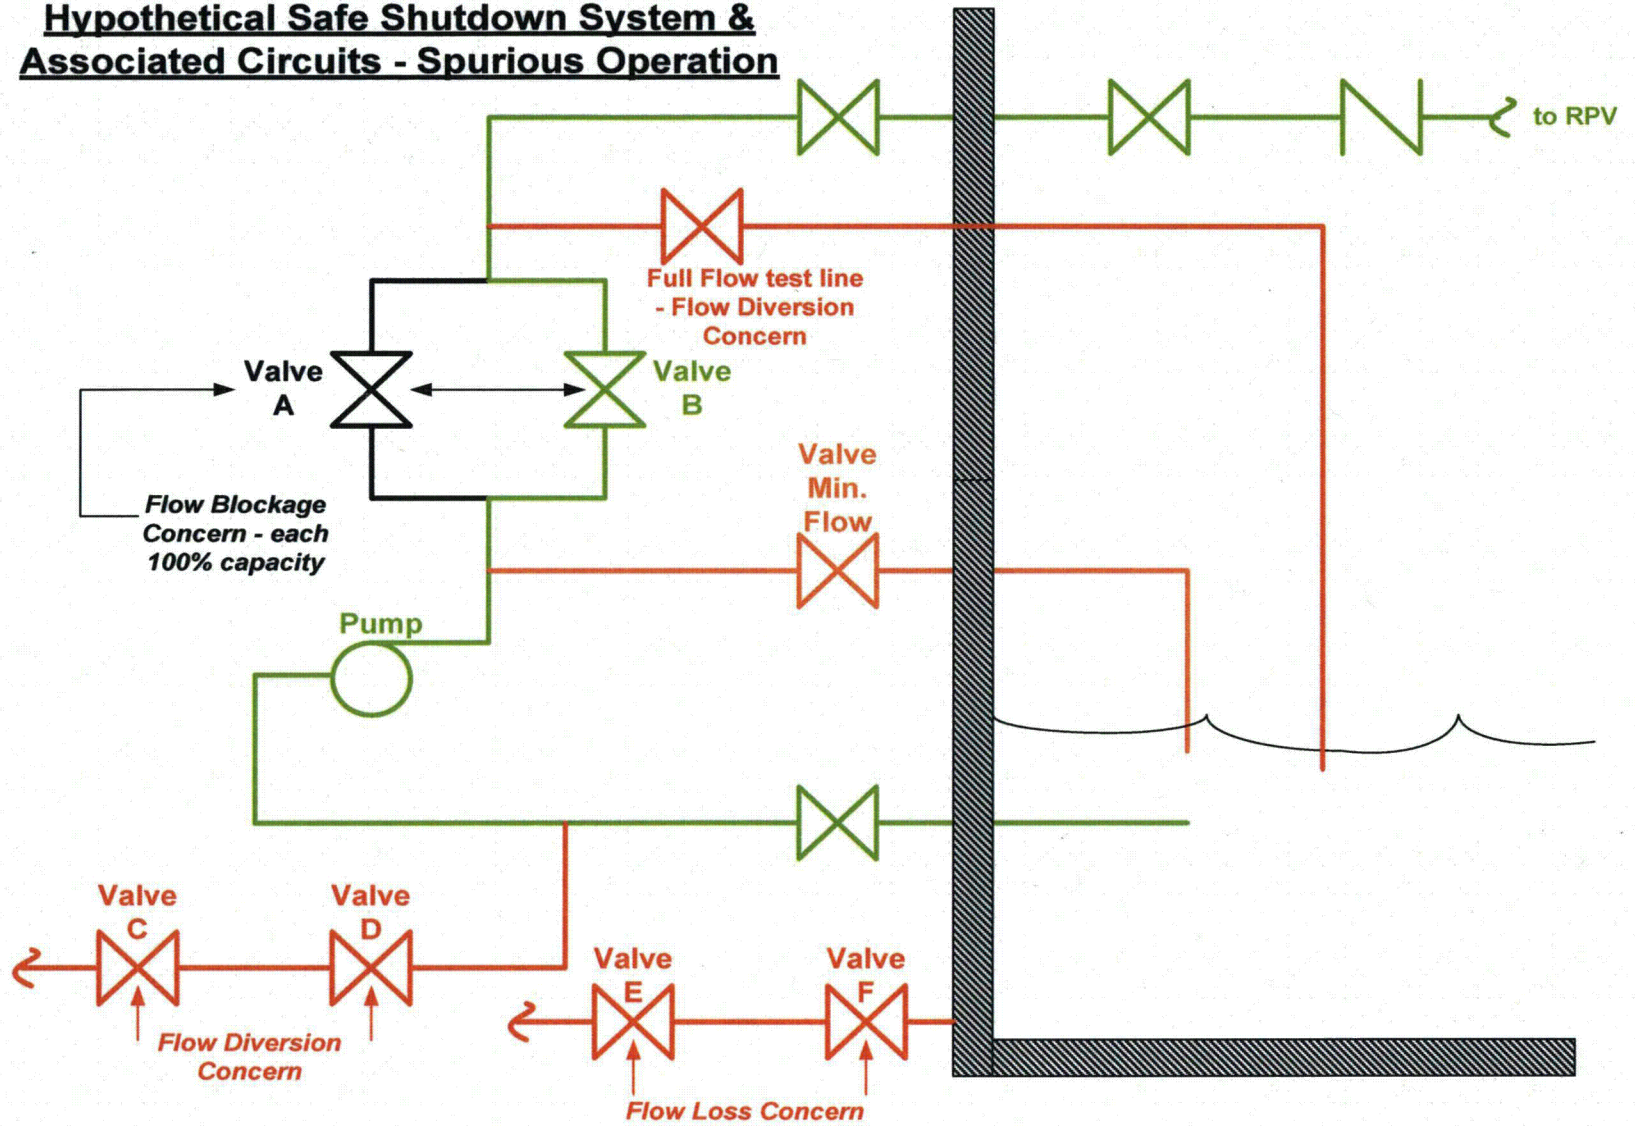 Hypothetical Safe Shutdown System &
Associated Circuits - Spurious Operation
to RPV
Full Flow test line
- Flow Diversion
Concern
Valve
A
Valve
B
Flow Blockage
Concern - each
100% capacity
Valve
Min.
Flow
Pump
Valve
C
Valve
D
Flow Diversion
Concern
Valve
E
Valve
F
Flow Loss Concern